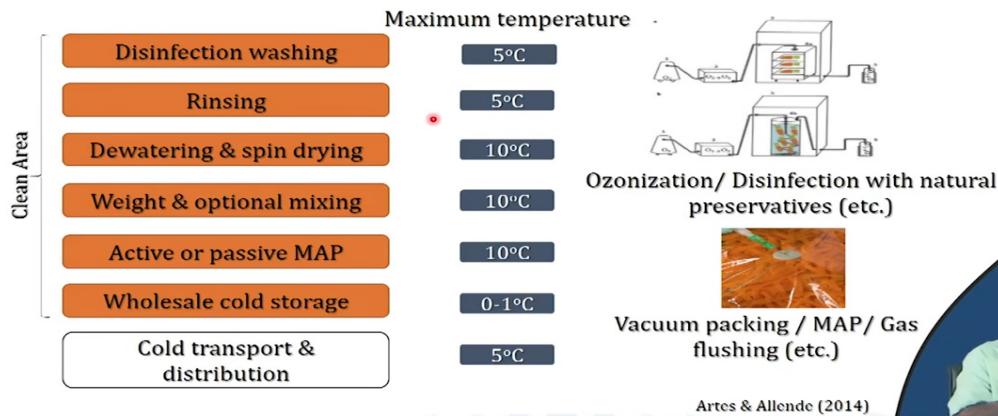 Maximum temperature
Clean Area
Disinfection washing
5°C
Rinsing
5°C
Dewatering & spin drying
10°C
Weight & optional mixing
10°C
Active or passive MAP
10°C
Wholesale cold storage
0-1°C
Cold transport &
distribution
5°C
Ozonization/ Disinfection with natural
preservatives (etc.)
Vacuum packing / MAP/ Gas
flushing (etc.)
Artes & Allende (2014)